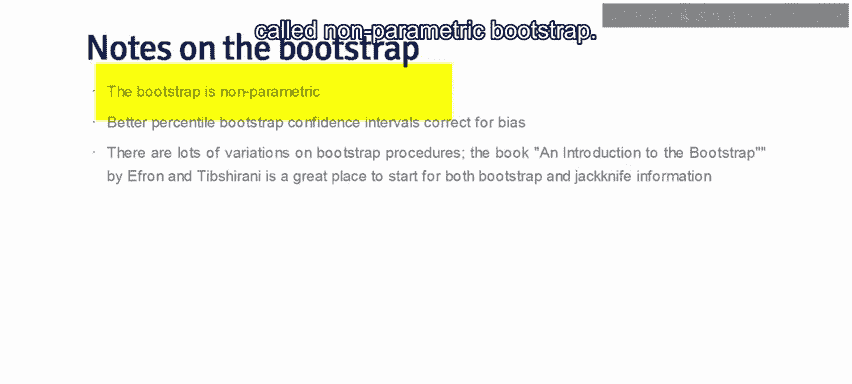 called non-parametric bootstrap.
Notes on the bootstrap
· The bootstrap is non-parametric
· Better percentile bootstrap confidence intervals correct for bias
· There are lots of variations on bootstrap procedures; the book "An Introduction to the Bootstrap""
by Efron and Tibshirani is a great place to start for both bootstrap and jackknife information